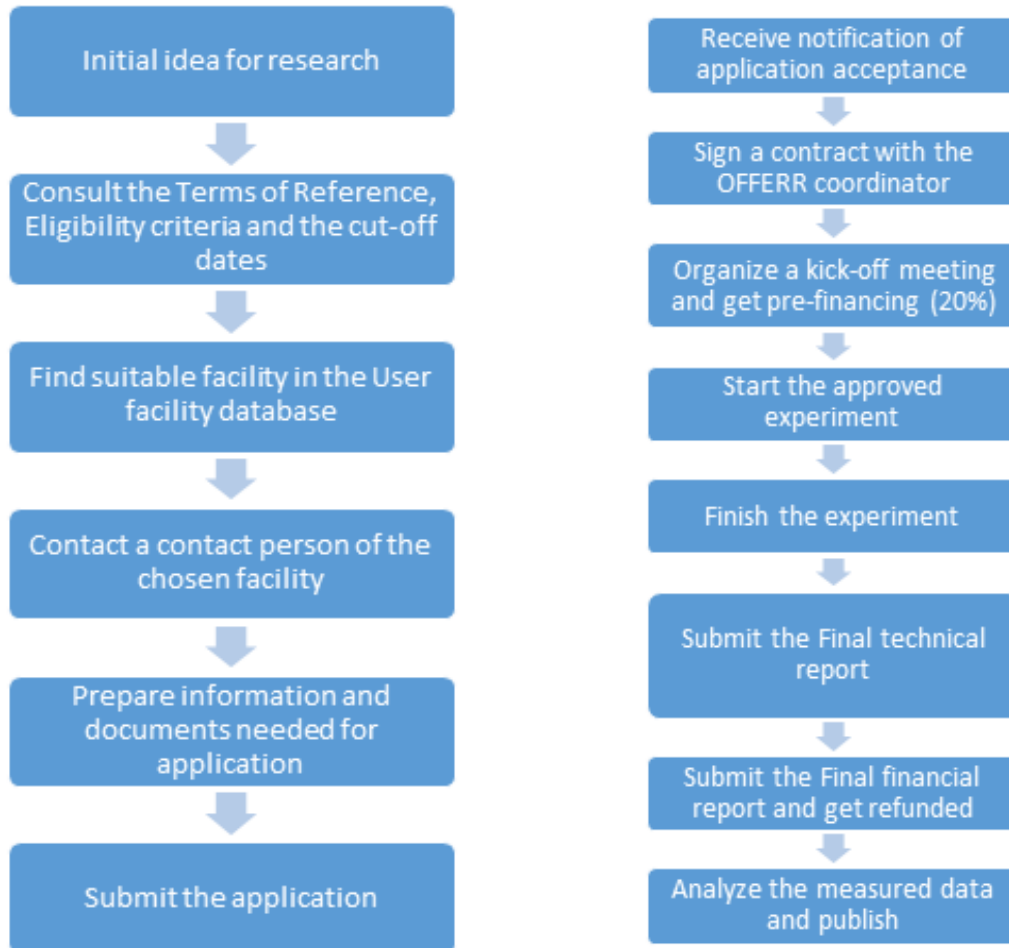 Initial idea for research
Consult the Terms of Reference,
Eligibility criteria and the cut-off
dates
Find suitable facility in the User
facility database
Contact a contact person of the
chosen facility
Prepare information and
documents needed for
application
Submit the application
Receive notification of
application acceptance
Sign a contract with the
OFFERR coordinator
Organize a kick-off meeting
and get pre-financing (20%)
Start the approved
experiment
Finish the experiment
Submit the Final technical
report
Submit the Final financial
report and get refunded
Analyze the measured data
and publish